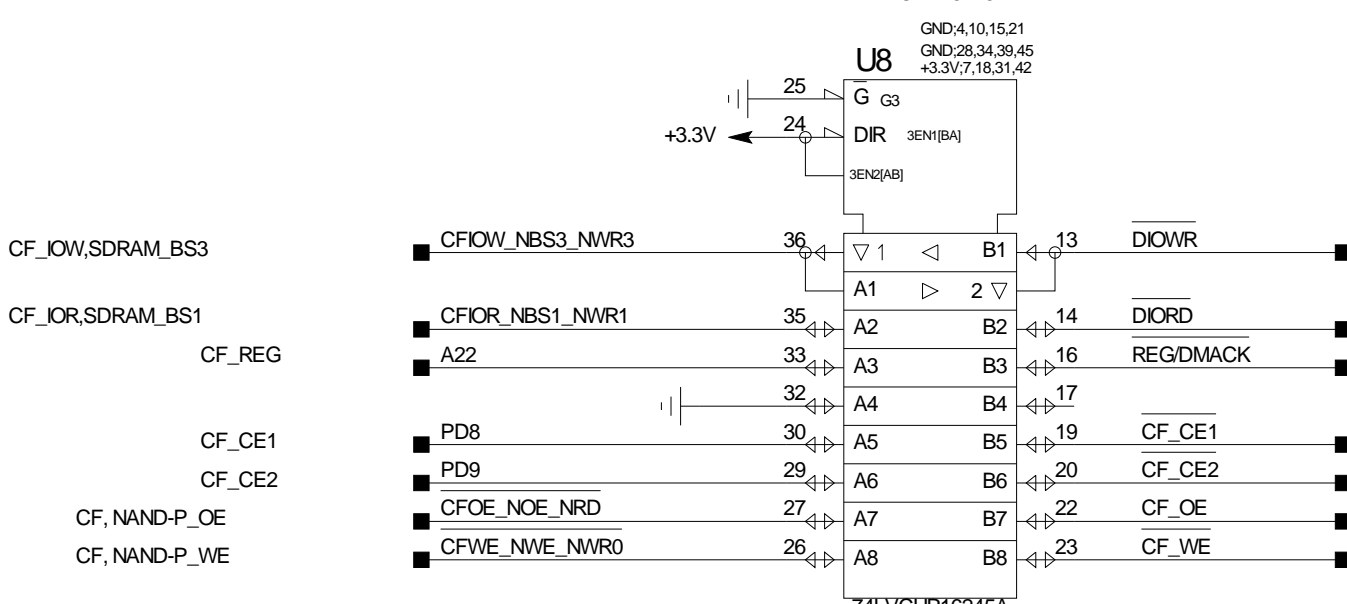 GND;4,10,15,21
GND;28,34,39,45
U8
+3.3V;7,18,31,42
25 G G3
+3.3V 24 DIR 3EN1[BA]
3EN2[AB]
CF_IOW,SDRAM_BS3 CFIOW_NBS3_NWR3 36 1 B1 13 DIOWR
A1 2
CF_IOR,SDRAM_BS1 CFIOR_NBS1_NWR1 35 A2 B2 14 DIORD
CF_REG A22 33 A3 B3 16 REG/DMACK
32 A4 B4 17
CF_CE1 PD8 30 A5 B5 19 CF_CE1
CF_CE2 PD9 29 A6 B6 20 CF_CE2
CF, NAND-P_OE CFOE_NOE_NRD 27 A7 B7 22 CF_OE
CF, NAND-P_WE CFWE_NWE_NWR0 26 A8 B8 23 CF_WE